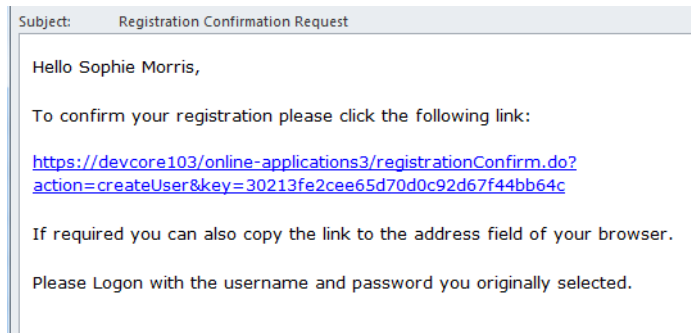 Subject: Registration Confirmation Request
Hello Sophie Morris,
To confirm your registration please click the following link:
https://devcore103/online-applications3/registrationConfirm.do?
action=createUser&key=30213fe2cee65d70d0c92d67f44bb64c
If required you can also copy the link to the address field of your browser.
Please Logon with the username and password you originally selected.